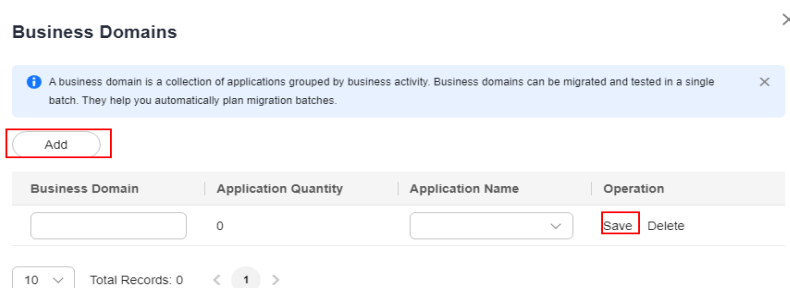 Business Domains
A business domain is a collection of applications grouped by business activity. Business domains can be migrated and tested in a single
batch. They help you automatically plan migration batches.
Add
Business Domain Application Quantity Application Name Operation
0 Save Delete
10 Total Records: 0 < 1 >